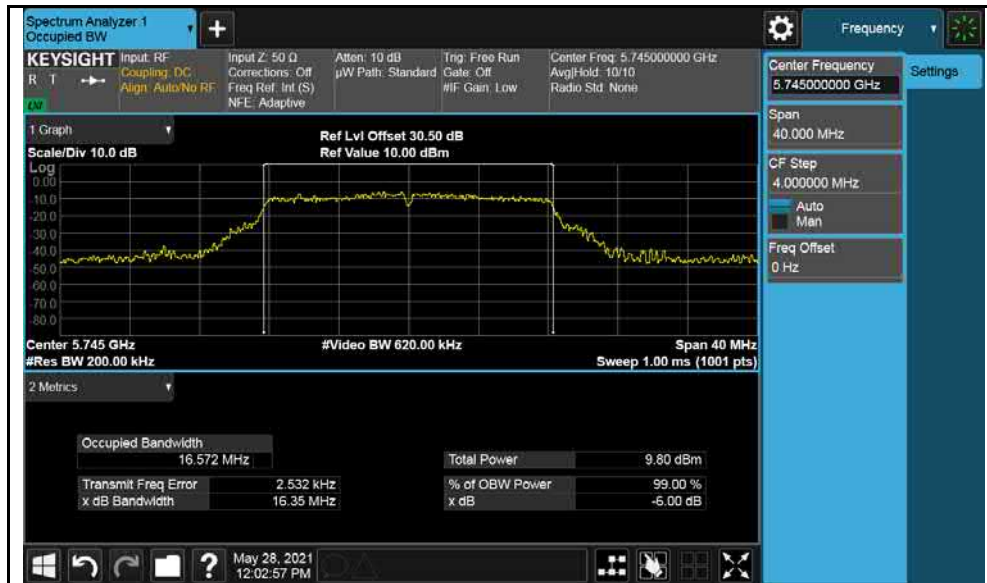 Spectrum Analyzer 1
Occupied BW
Frequency
KEYSIGHT
R T
Input: RF
Coupling: DC
Align: Auto/No RF
Input Z: 50 Ω
Corrections: Off
Freq Ref: Int (S)
NFE: Adaptive
Atten: 10 dB
µW Path: Standard
Trig: Free Run
Gate: Off
#IF Gain: Low
Center Freq: 5.745000000 GHz
Avg|Hold: 10/10
Radio Std: None
Center Frequency
5.745000000 GHz
Settings
Span
40.000 MHz
CF Step
4.000000 MHz
Auto
Man
Freq Offset
0 Hz
1 Graph
Scale/Div 10.0 dB
Ref Lvl Offset 30.50 dB
Ref Value 10.00 dBm
Log
0.00
-10.0
-20.0
-30.0
-40.0
-50.0
-60.0
-70.0
-80.0
Center 5.745 GHz
#Video BW 620.00 kHz
Span 40 MHz
#Res BW 200.00 kHz
Sweep 1.00 ms (1001 pts)
2 Metrics
Occupied Bandwidth
16.572 MHz
Total Power 9.80 dBm
Transmit Freq Error 2.532 kHz
% of OBW Power 99.00 %
x dB Bandwidth 16.35 MHz
x dB -6.00 dB
May 28, 2021
12:02:57 PM